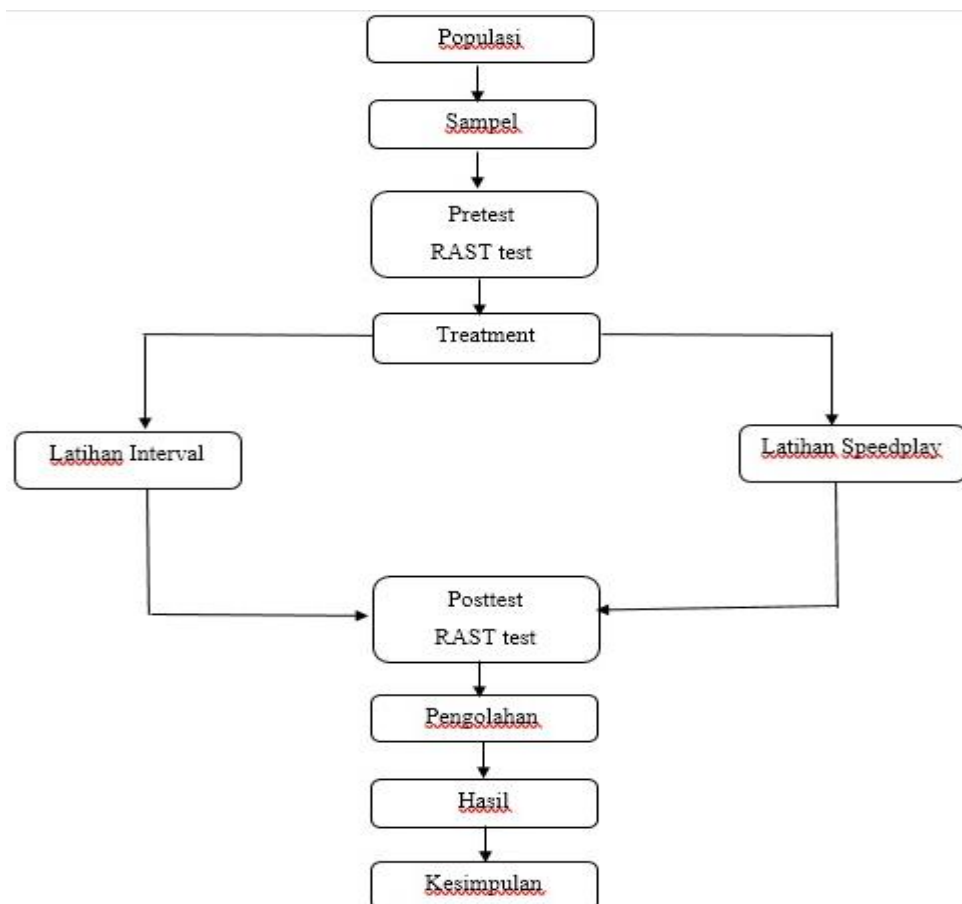 Populasi
Sampel
Pretest
RAST test
Treatment
Latihan Interval
Latihan Speedplay
Posttest
RAST test
Pengolahan
Hasil
Kesimpulan